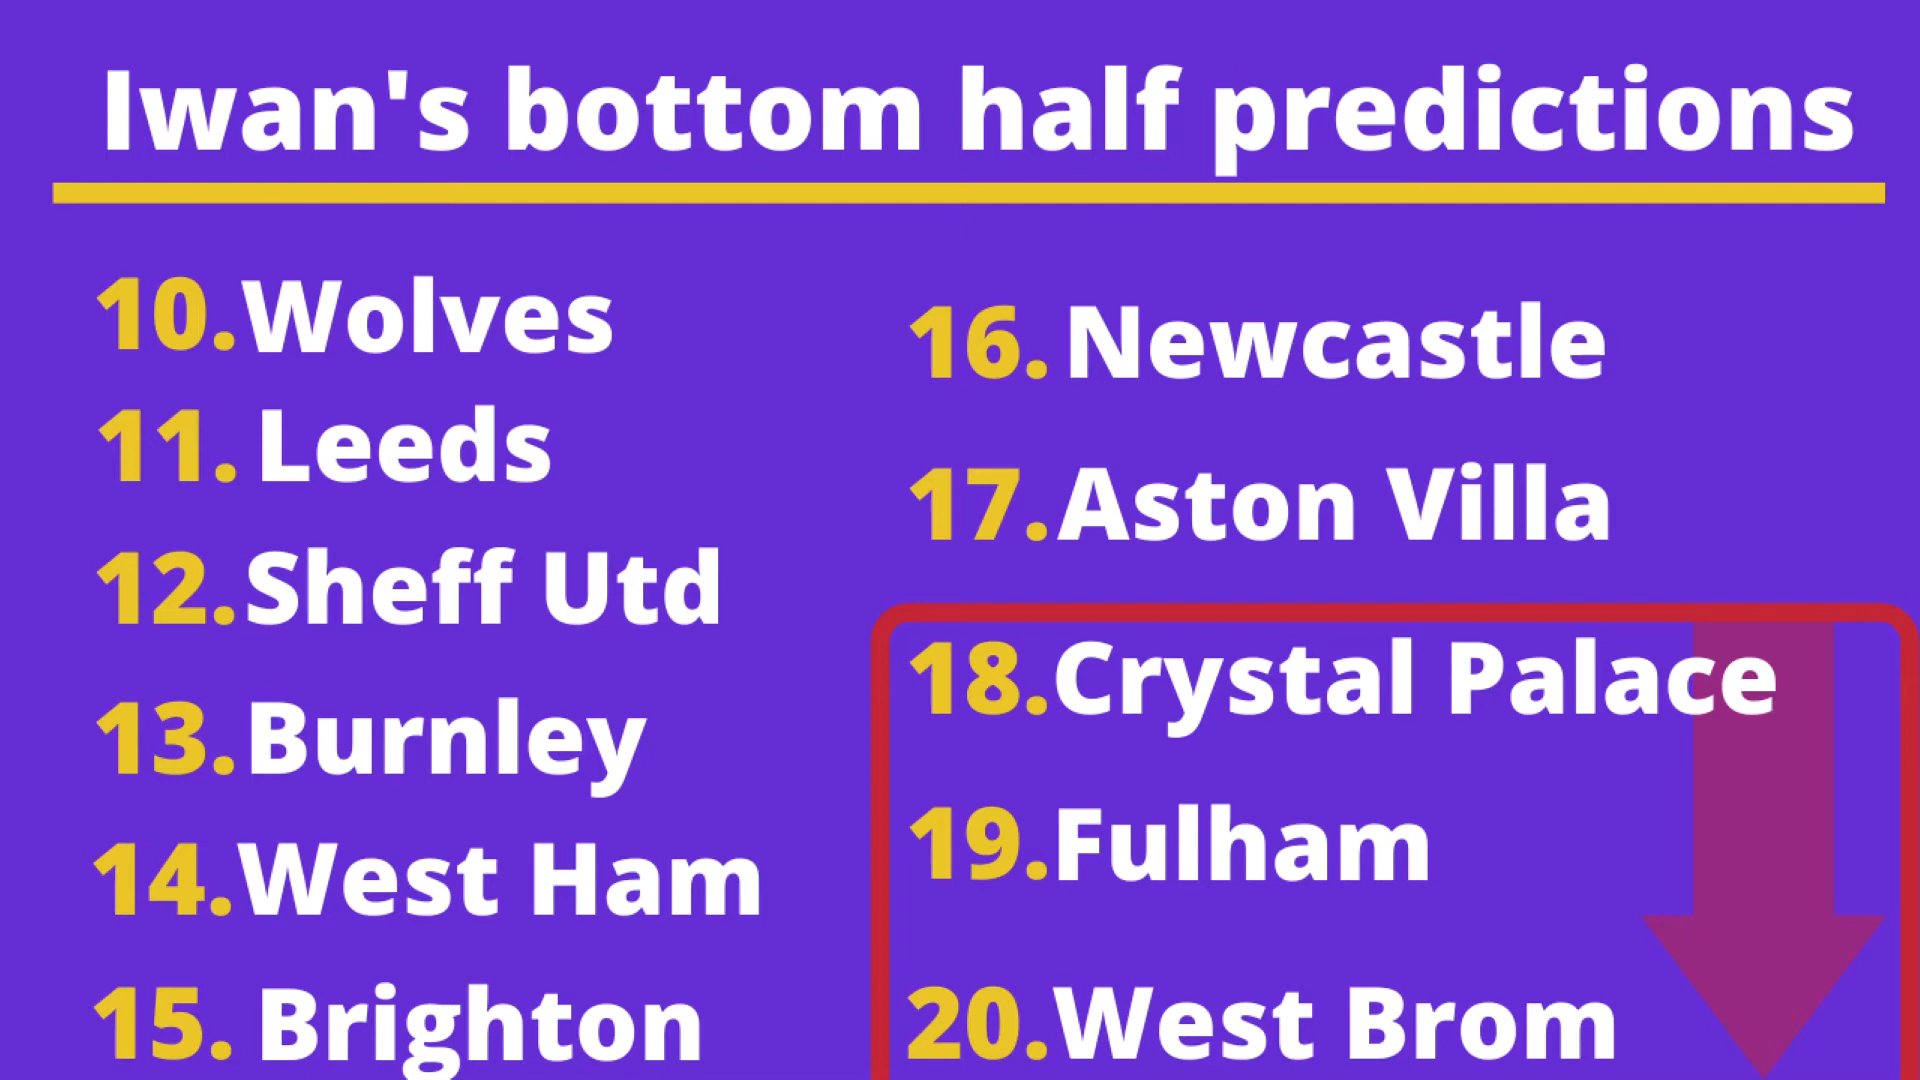 Iwan's bottom half predictions
10. Wolves
11. Leeds
12. Sheff Utd
13. Burnley
14. West Ham
15. Brighton
16. Newcastle
17. Aston Villa
18. Crystal Palace
19. Fulham
20. West Brom